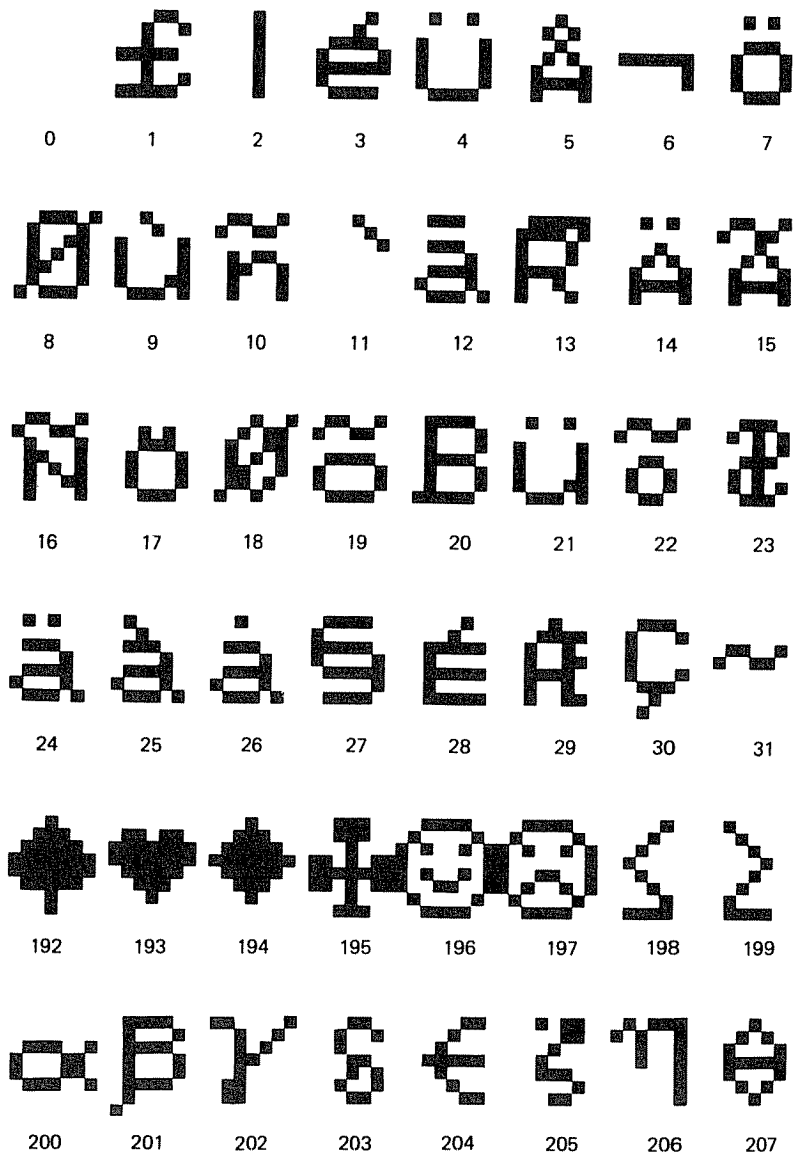 £ | é Ü Å ¬ Ö
0 1 2 3 4 5 6 7
Ø ù ñ ` a R Ä Ã
8 9 10 11 12 13 14 15
Ñ ö ø õ B ü õ
16 17 18 19 20 21 22 23
ä à å S É Æ Ç ~
24 25 26 27 28 29 30 31
♠ ♥ ♦ ♣ ☺ ☹ ≤ ≥
192 193 194 195 196 197 198 199
α β γ δ ε ζ η θ
200 201 202 203 204 205 206 207